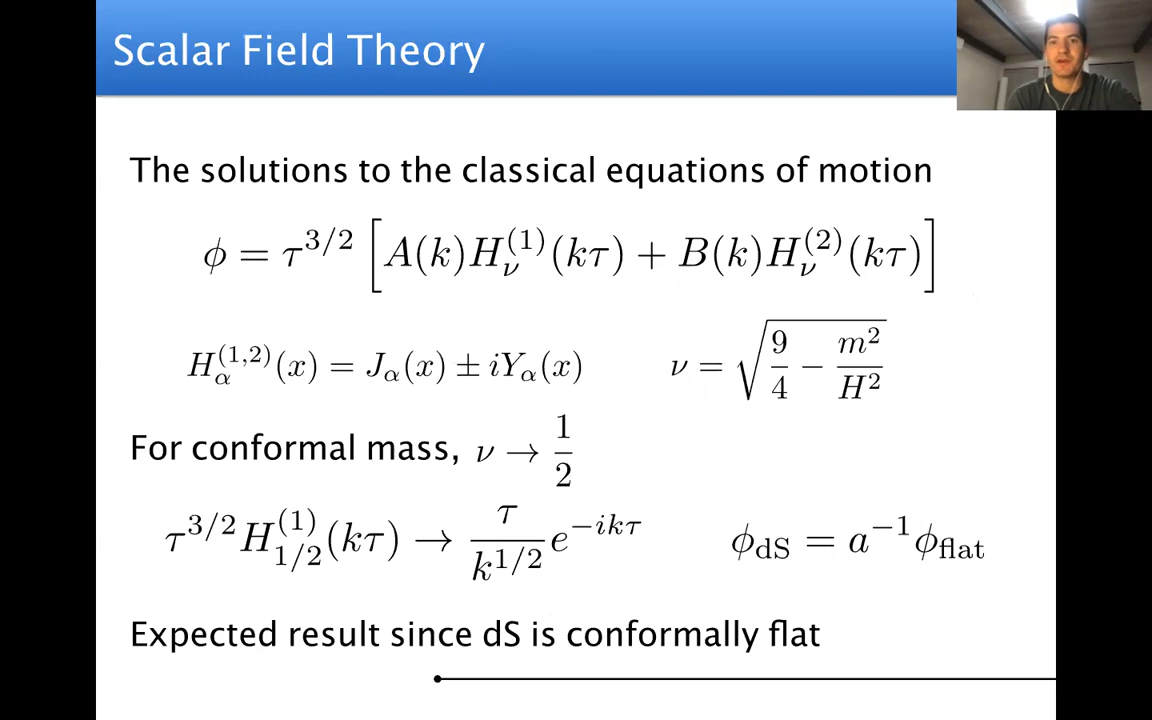 Scalar Field Theory
The solutions to the classical equations of motion
ϕ = τ^{3/2} [A(k)H_ν^{(1)}(kτ) + B(k)H_ν^{(2)}(kτ)]
H_α^{(1,2)}(x) = J_α(x) ± iY_α(x)   ν = √(9/4 − m²/H²)
For conformal mass, ν → 1/2
τ^{3/2} H_{1/2}^{(1)}(kτ) → τ/k^{1/2} e^{−ikτ}   ϕ_dS = a^{−1}ϕ_flat
Expected result since dS is conformally flat